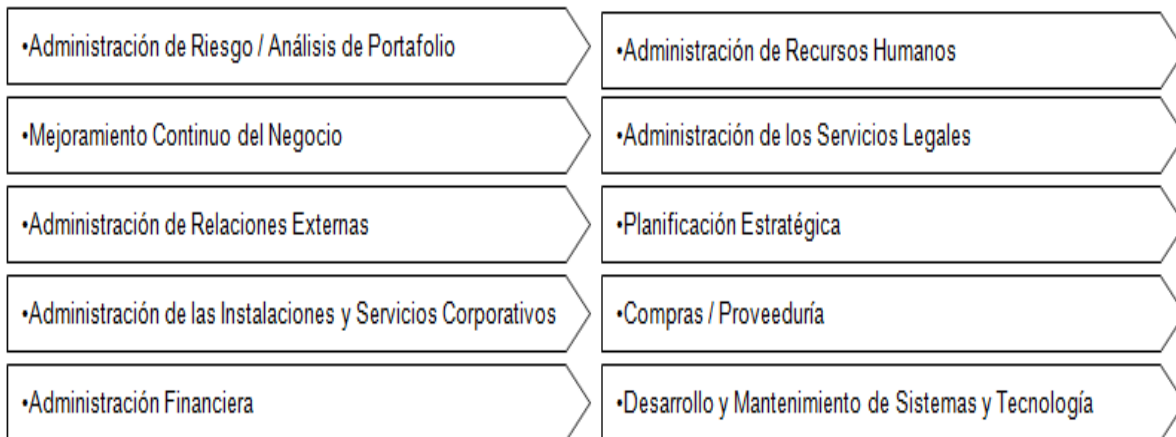 •Administración de Riesgo / Análisis de Portafolio
•Mejoramiento Continuo del Negocio
•Administración de Relaciones Externas
•Administración de las Instalaciones y Servicios Corporativos
•Administración Financiera
•Administración de Recursos Humanos
•Administración de los Servicios Legales
•Planificación Estratégica
•Compras / Proveeduría
•Desarrollo y Mantenimiento de Sistemas y Tecnología